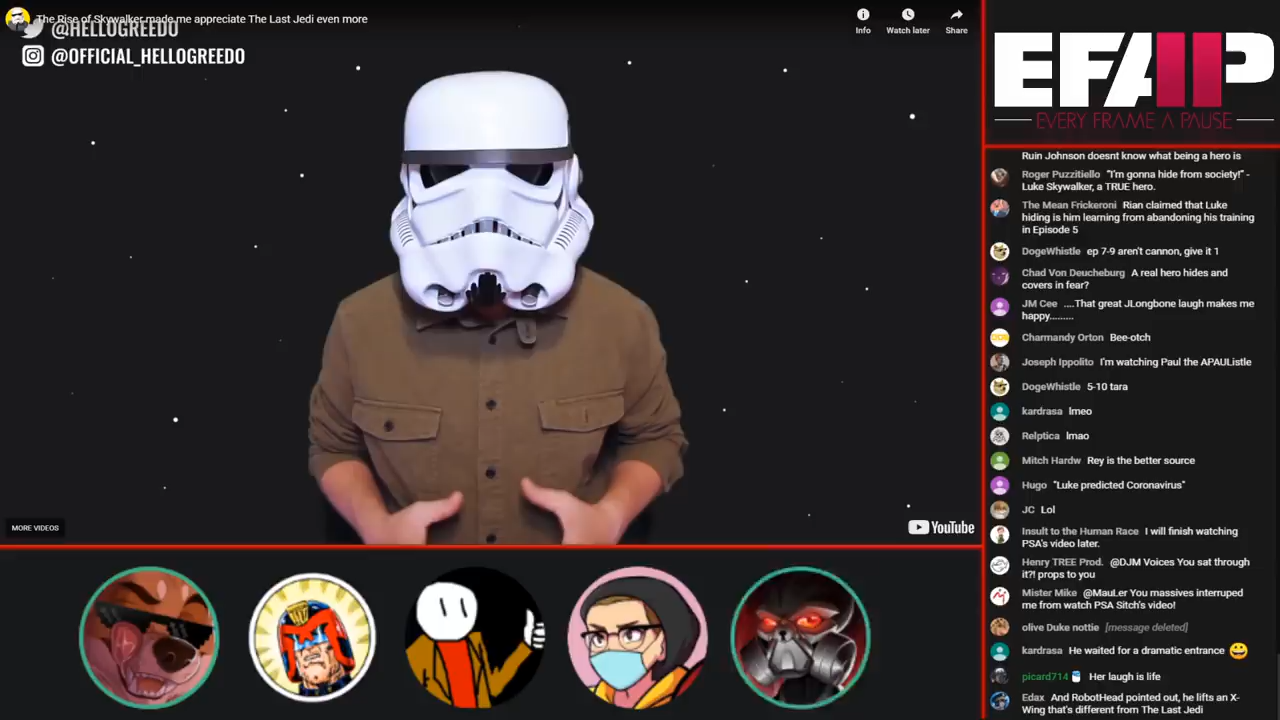 The Rise of Skywalker made me appreciate The Last Jedi even more
@HELLOGREEDO
@OFFICIAL_HELLOGREEDO
Info
Watch later
Share
MORE VIDEOS
YouTube
EFAP
EVERY FRAME A PAUSE
Ruin Johnson doesnt know what being a hero is
Roger Puzzitiello "I'm gonna hide from society!" -
Luke Skywalker, a TRUE hero.
The Mean Frickeroni Rian claimed that Luke
hiding is him learning from abandoning his training
in Episode 5
DogeWhistle ep 7-9 aren't cannon, give it 1
Chad Von Deucheburg A real hero hides and
covers in fear?
JM Cee ....That great JLongbone laugh makes me
happy.........
Charmandy Orton Bee-otch
Joseph Ippolito I'm watching Paul the APAUListle
DogeWhistle 5-10 tara
kardrasa lmeo
Relptica lmao
Mitch Hardw Rey is the better source
Hugo "Luke predicted Coronavirus"
JC Lol
Insult to the Human Race I will finish watching
PSA's video later.
Henry TREE Prod. @DJM Voices You sat through
it?! props to you
Mister Mike @MauLer You massives interruped
me from watch PSA Sitch's video!
olive Duke nottie [message deleted]
kardrasa He waited for a dramatic entrance 😀
picard714 Her laugh is life
Edax And RobotHead pointed out, he lifts an X-
Wing that's different from The Last Jedi